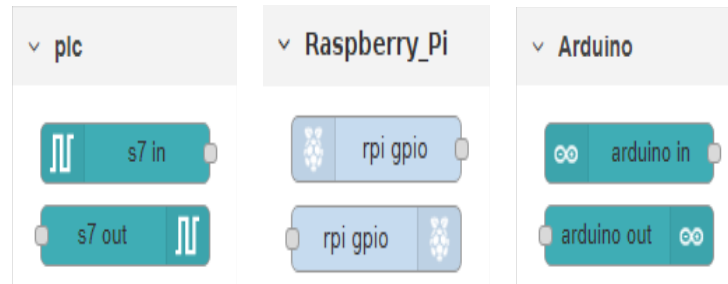 plc
s7 in
s7 out
Raspberry_Pi
rpi gpio
rpi gpio
Arduino
arduino in
arduino out